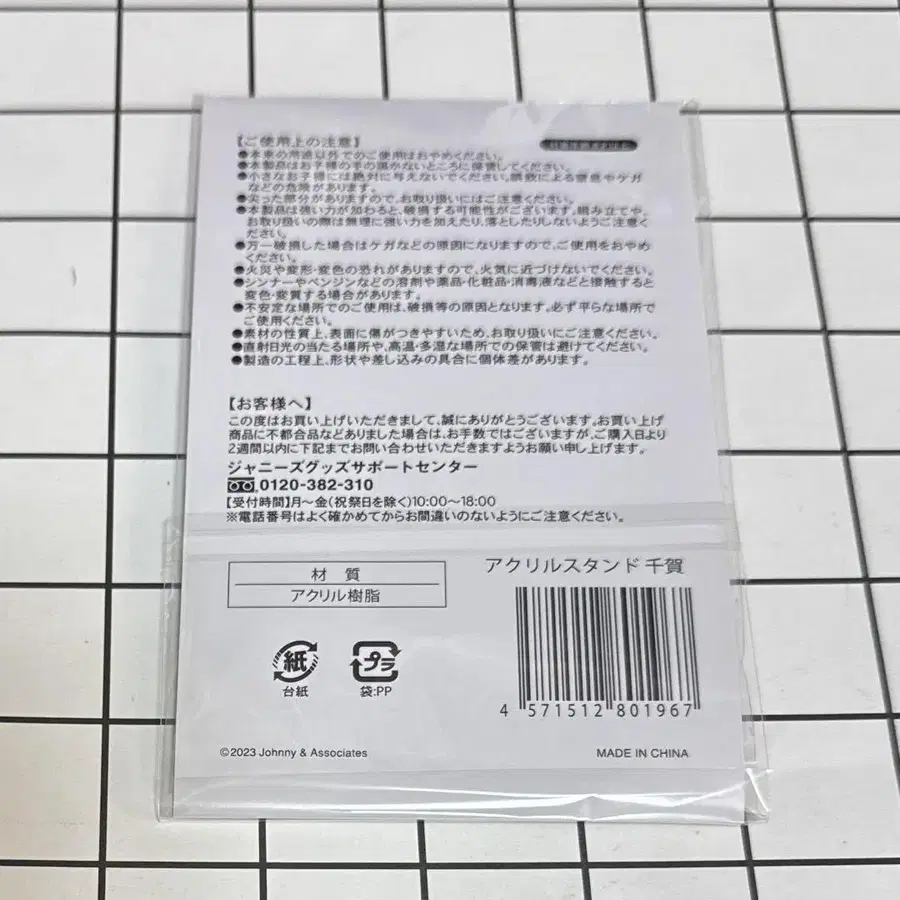 【ご使用上の注意】
●本来の用途以外でのご使用はおやめください。
●本製品はお子様の手の届かないところに保管してください。
●小さなお子様には絶対に与えないでください。誤飲による窒息やケガ
などの危険があります。
●尖った部分がありますので、お取り扱いにはご注意ください。
●本製品は強い力が加わると、破損する可能性がございます。組み立てや、
お取り扱いの際は無理に強い力を加えたり、落としたりしないようご注意く
ださい。
●万一破損した場合はケガなどの原因になりますので、ご使用をおやめ
ください。
●火災や変形・変色の恐れがありますので、火気に近づけないでください。
●シンナーやベンジンなどの溶剤や薬品・化粧品・消毒液などと接触すると
変色・変質する場合があります。
●不安定な場所でのご使用は、破損等の原因となります。必ず平らな場所で
ご使用ください。
●素材の性質上、表面に傷がつきやすいため、お取り扱いにご注意ください。
●直射日光の当たる場所や、高温・多湿な場所での保管は避けてください。
●製造の工程上、形状や差し込みの具合に個体差があります。
【お客様へ】
この度はお買い上げいただきまして、誠にありがとうございます。お買い上げ
商品に不都合品などありました場合は、お手数ではございますが、ご購入日より
2週間以内に下記までお問い合わせいただきますようお願い申し上げます。
ジャニーズグッズサポートセンター
0120-382-310
【受付時間】月〜金(祝祭日を除く)10:00〜18:00
※電話番号はよく確かめてからお間違いのないようにご注意ください。
アクリルスタンド 千賀
材 質
アクリル樹脂
紙
台紙
プラ
袋:PP
4 571512 801967
©2023 Johnny & Associates
MADE IN CHINA